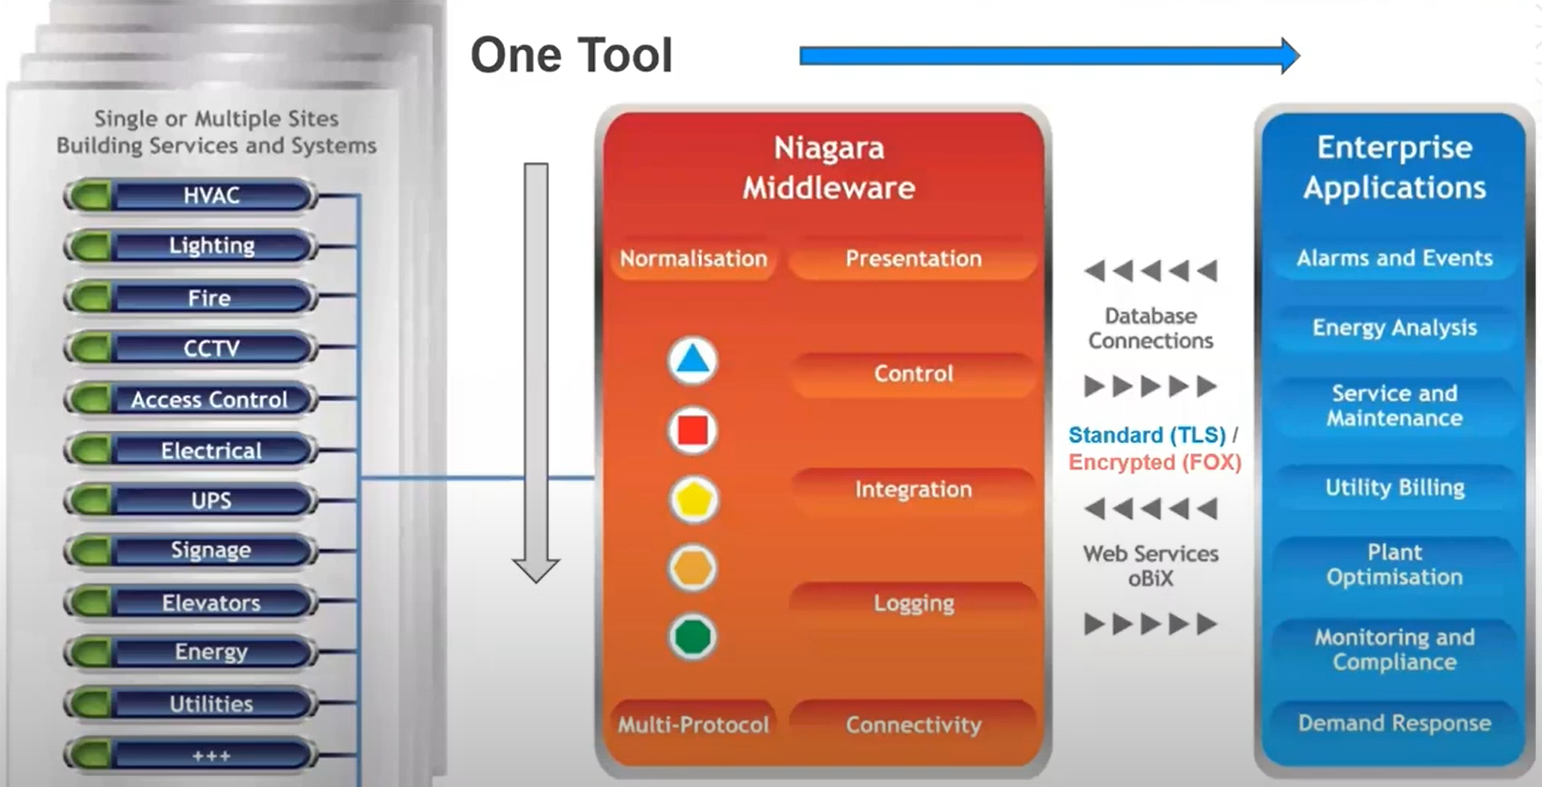 One Tool
Single or Multiple Sites
Building Services and Systems
HVAC
Lighting
Fire
CCTV
Access Control
Electrical
UPS
Signage
Elevators
Energy
Utilities
+++
Niagara
Middleware
Normalisation
Presentation
Control
Integration
Logging
Multi-Protocol
Connectivity
Database
Connections
Standard (TLS) /
Encrypted (FOX)
Web Services
oBiX
Enterprise
Applications
Alarms and Events
Energy Analysis
Service and
Maintenance
Utility Billing
Plant
Optimisation
Monitoring and
Compliance
Demand Response